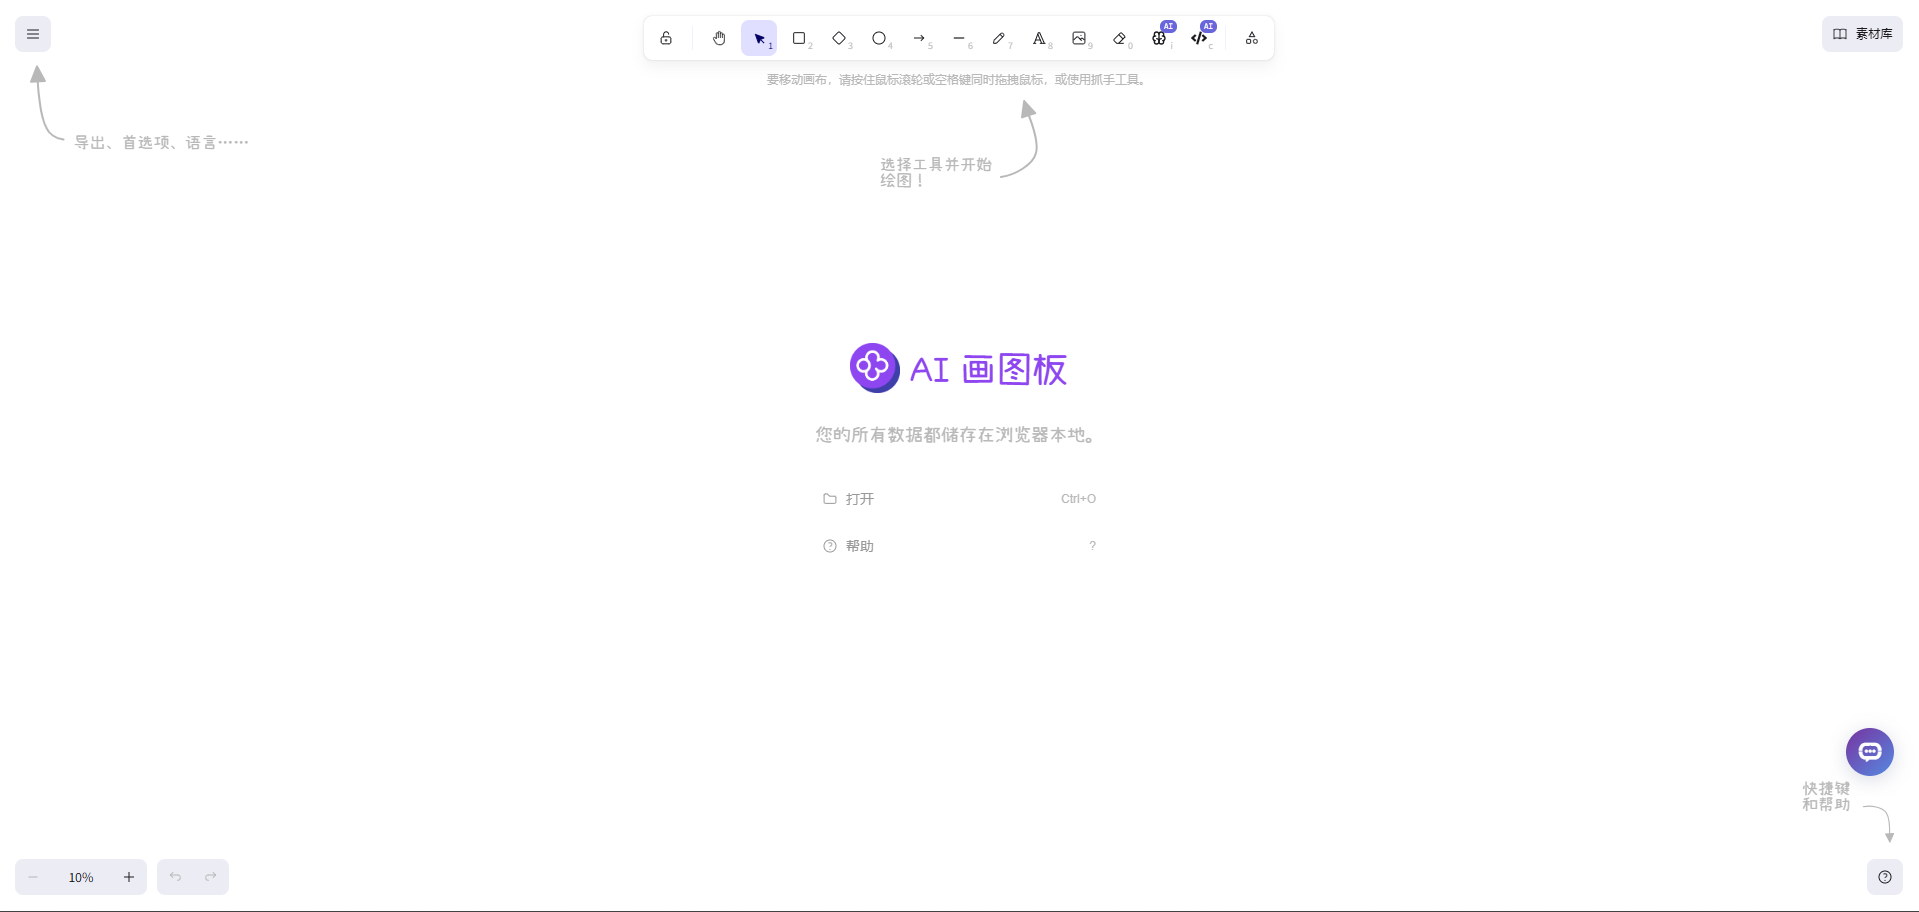 1
2
3
4
5
6
7
8
9
0
AI
i
AI
c
素材库
要移动画布，请按住鼠标滚轮或空格键同时拖拽鼠标，或使用抓手工具。
导出、首选项、语言……
选择工具并开始
绘图！
AI 画图板
您的所有数据都储存在浏览器本地。
打开 Ctrl+O
帮助 ?
快捷键
和帮助
10%